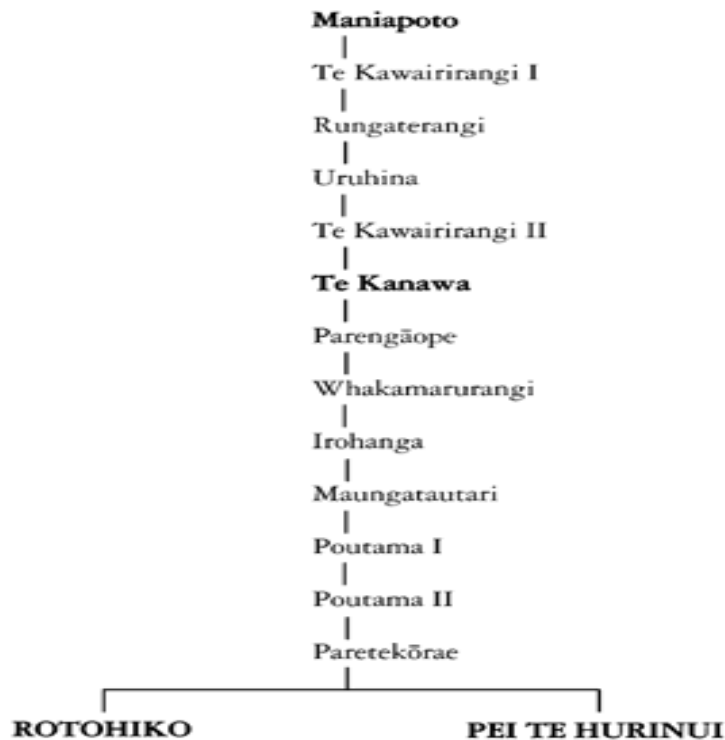 Maniapoto
Te Kawairirangi I
Rungaterangi
Uruhina
Te Kawairirangi II
Te Kanawa
Parengāope
Whakamarurangi
Irohanga
Maungatautari
Poutama I
Poutama II
Paretekōrae
ROTOHIKO PEI TE HURINUI